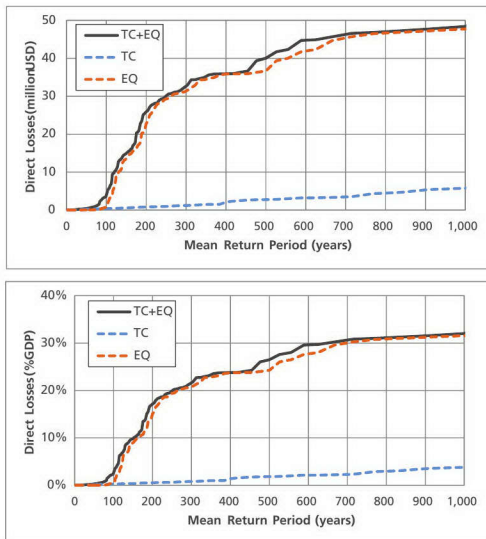 50
40
30
20
10
0
Direct Losses(millionUSD)
TC+EQ
TC
EQ
0 100 200 300 400 500 600 700 800 900 1,000
Mean Return Period (years)
40%
30%
20%
10%
0%
Direct Losses (%GDP)
TC+EQ
TC
EQ
0 100 200 300 400 500 600 700 800 900 1,000
Mean Return Period (years)